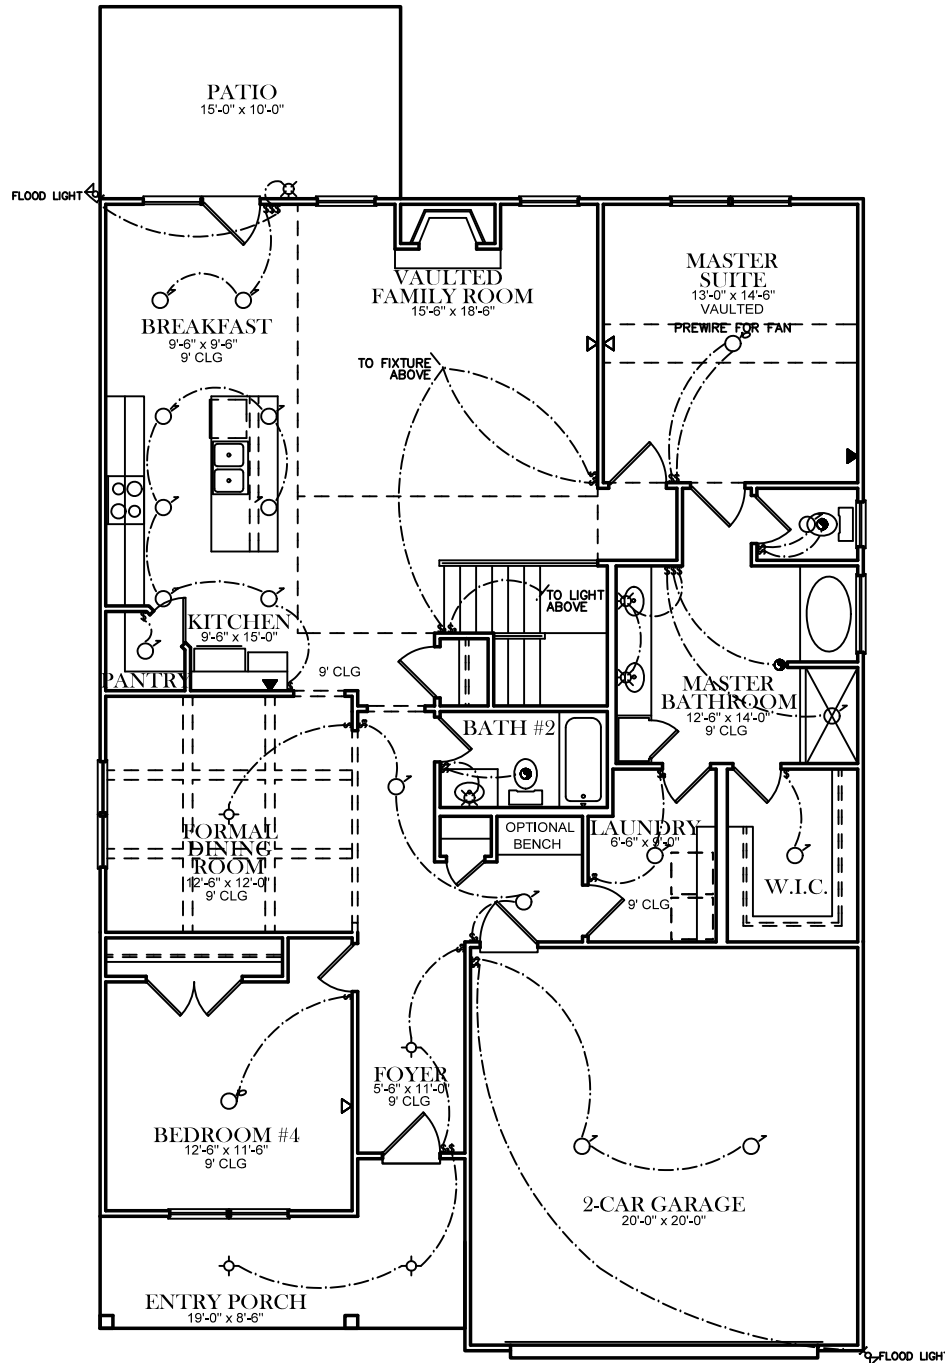 PATIO
15'-0" x 10'-0"
FLOOD LIGHT
MASTER
SUITE
13'-0" x 14'-6"
VAULTED
PREWIRE FOR FAN
VAULTED
FAMILY ROOM
15'-6" x 18'-6"
BREAKFAST
9'-6" x 9'-6"
9' CLG
TO FIXTURE
ABOVE
TO LIGHT
ABOVE
KITCHEN
9'-6" x 15'-0"
PANTRY
9' CLG
MASTER
BATHROOM
12'-6" x 14'-0"
9' CLG
BATH #2
FORMAL
DINING
ROOM
12'-6" x 12'-0"
9' CLG
OPTIONAL
BENCH
LAUNDRY
6'-6" x 9'-0"
9' CLG
W.I.C.
FOYER
5'-6" x 11'-0"
9' CLG
BEDROOM #4
12'-6" x 11'-6"
9' CLG
2-CAR GARAGE
20'-0" x 20'-0"
ENTRY PORCH
19'-0" x 8'-6"
FLOOD LIGHT